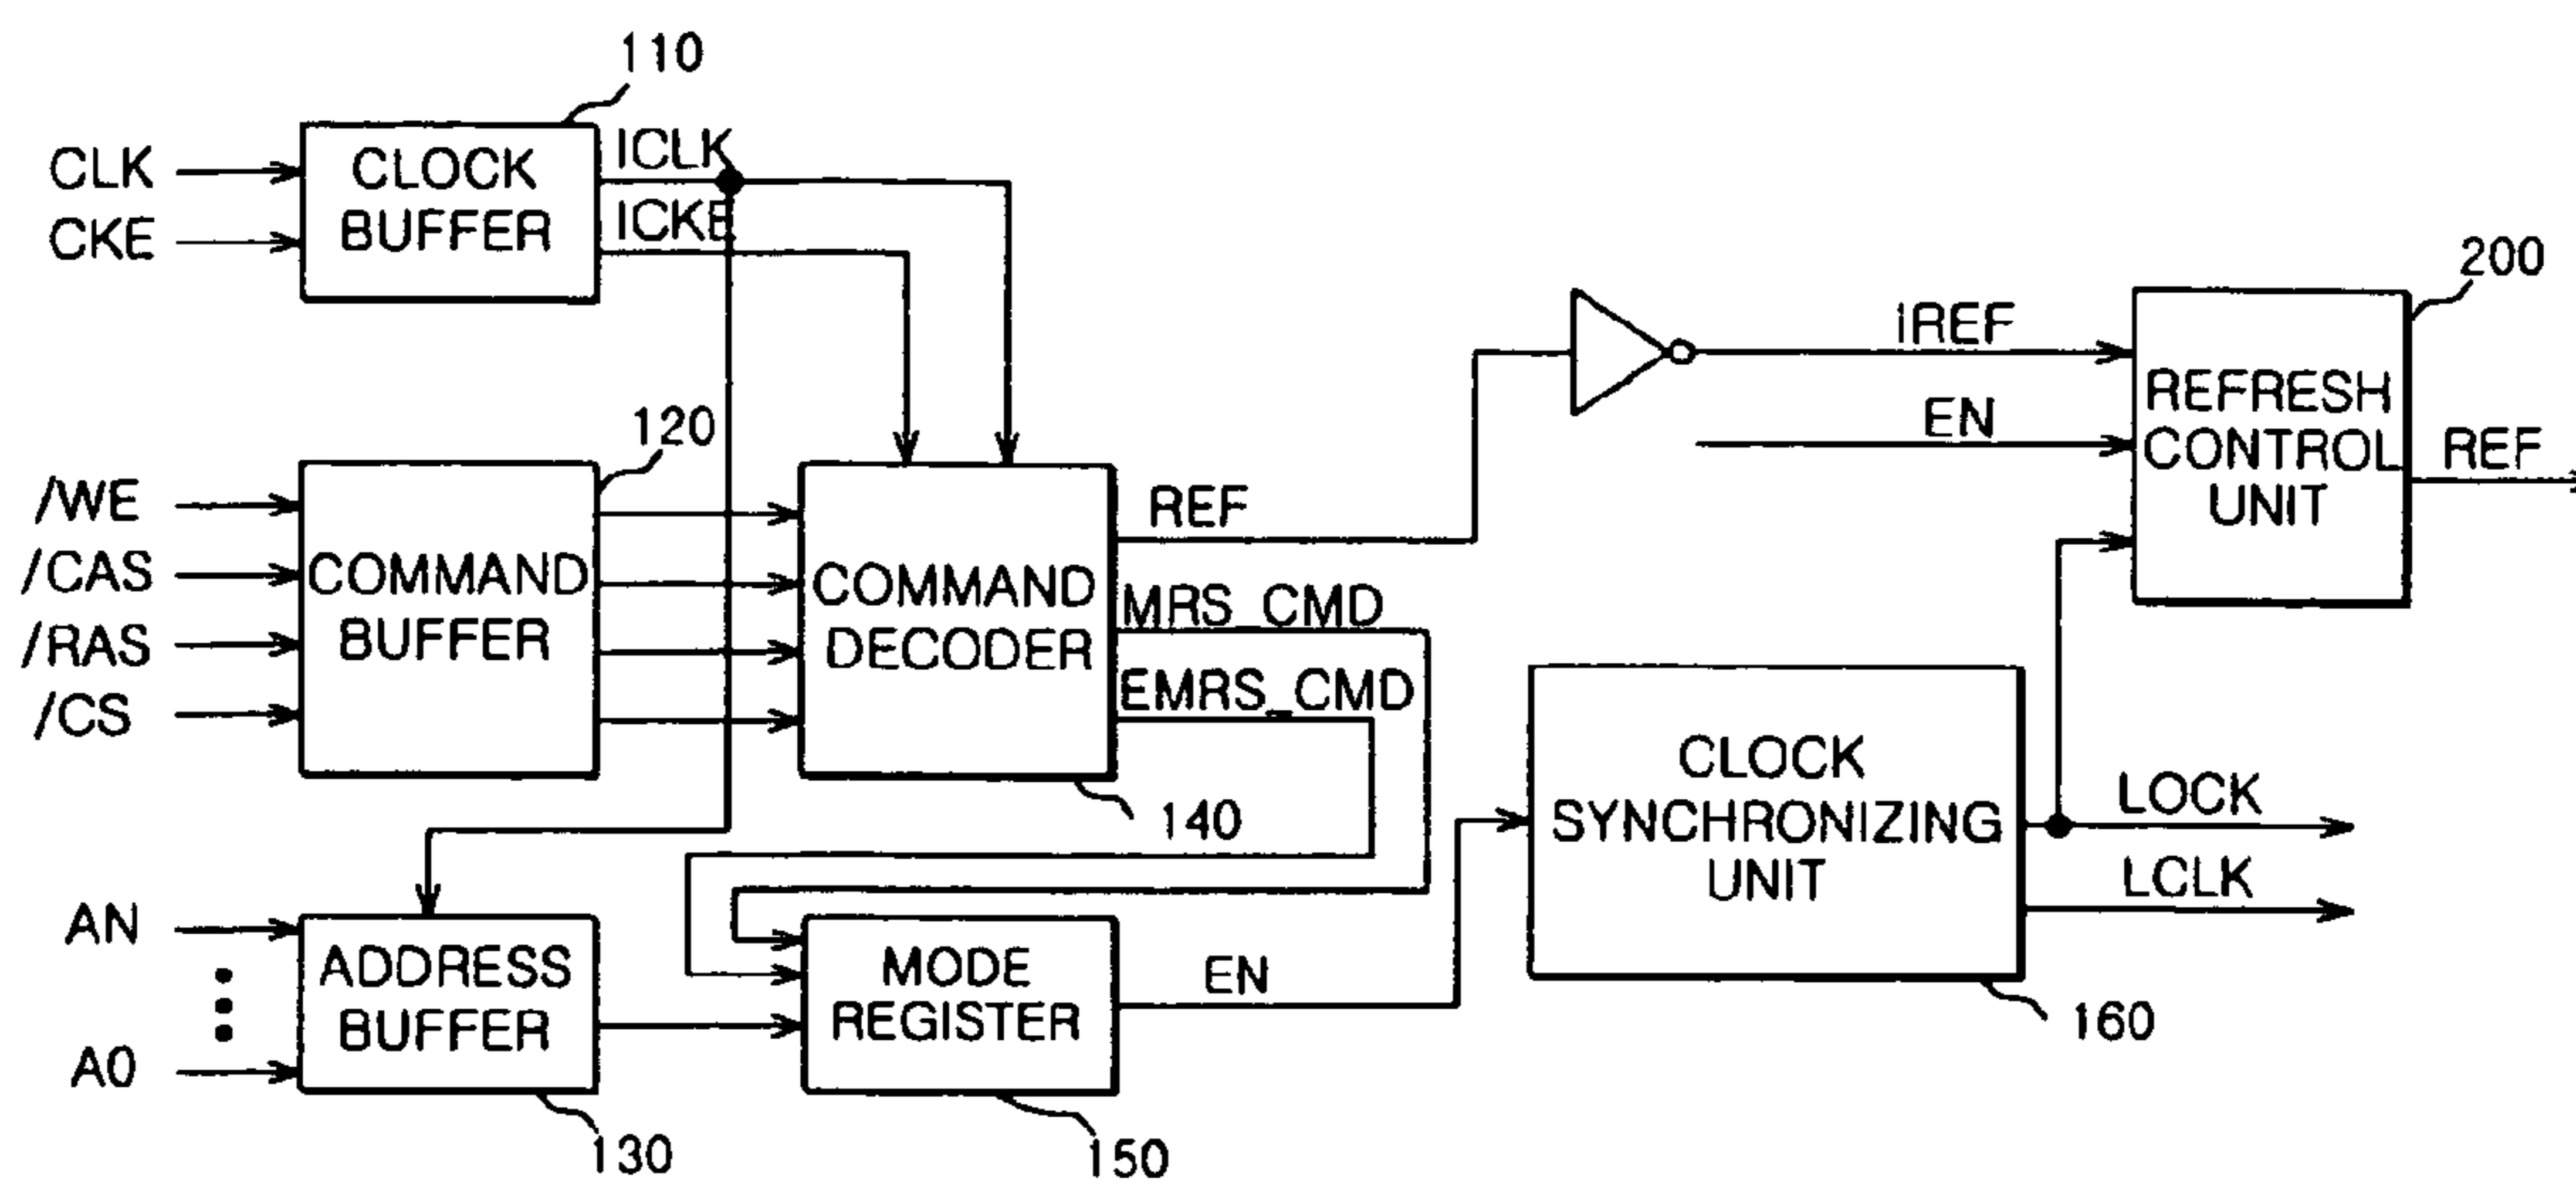 110
CLK
CKE
CLOCK
BUFFER
ICLK
ICKE
200
IREF
EN
REFRESH
CONTROL
UNIT
REF
120
/WE
/CAS
/RAS
/CS
COMMAND
BUFFER
COMMAND
DECODER
REF
MRS_CMD
EMRS_CMD
140
CLOCK
SYNCHRONIZING
UNIT
LOCK
LCLK
160
AN
A0
ADDRESS
BUFFER
130
MODE
REGISTER
EN
150